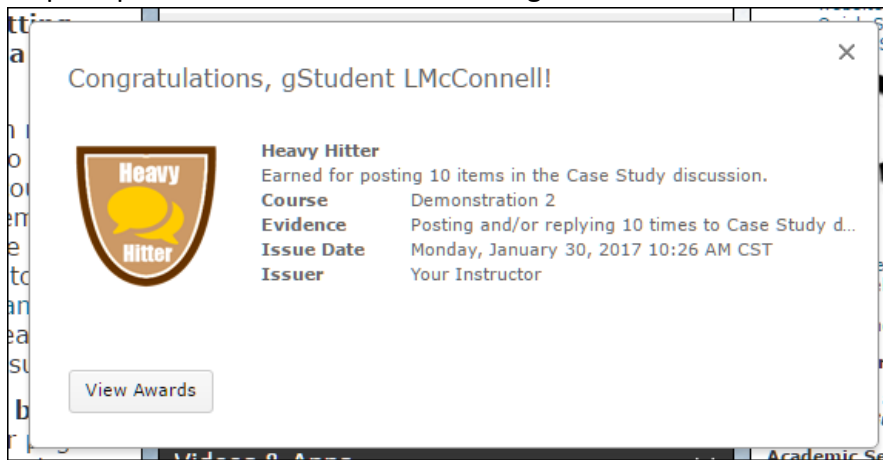 Congratulations, gStudent LMcConnell!
Heavy
Hitter
Heavy Hitter
Earned for posting 10 items in the Case Study discussion.
Course Demonstration 2
Evidence Posting and/or replying 10 times to Case Study d...
Issue Date Monday, January 30, 2017 10:26 AM CST
Issuer Your Instructor
View Awards
Academic Se